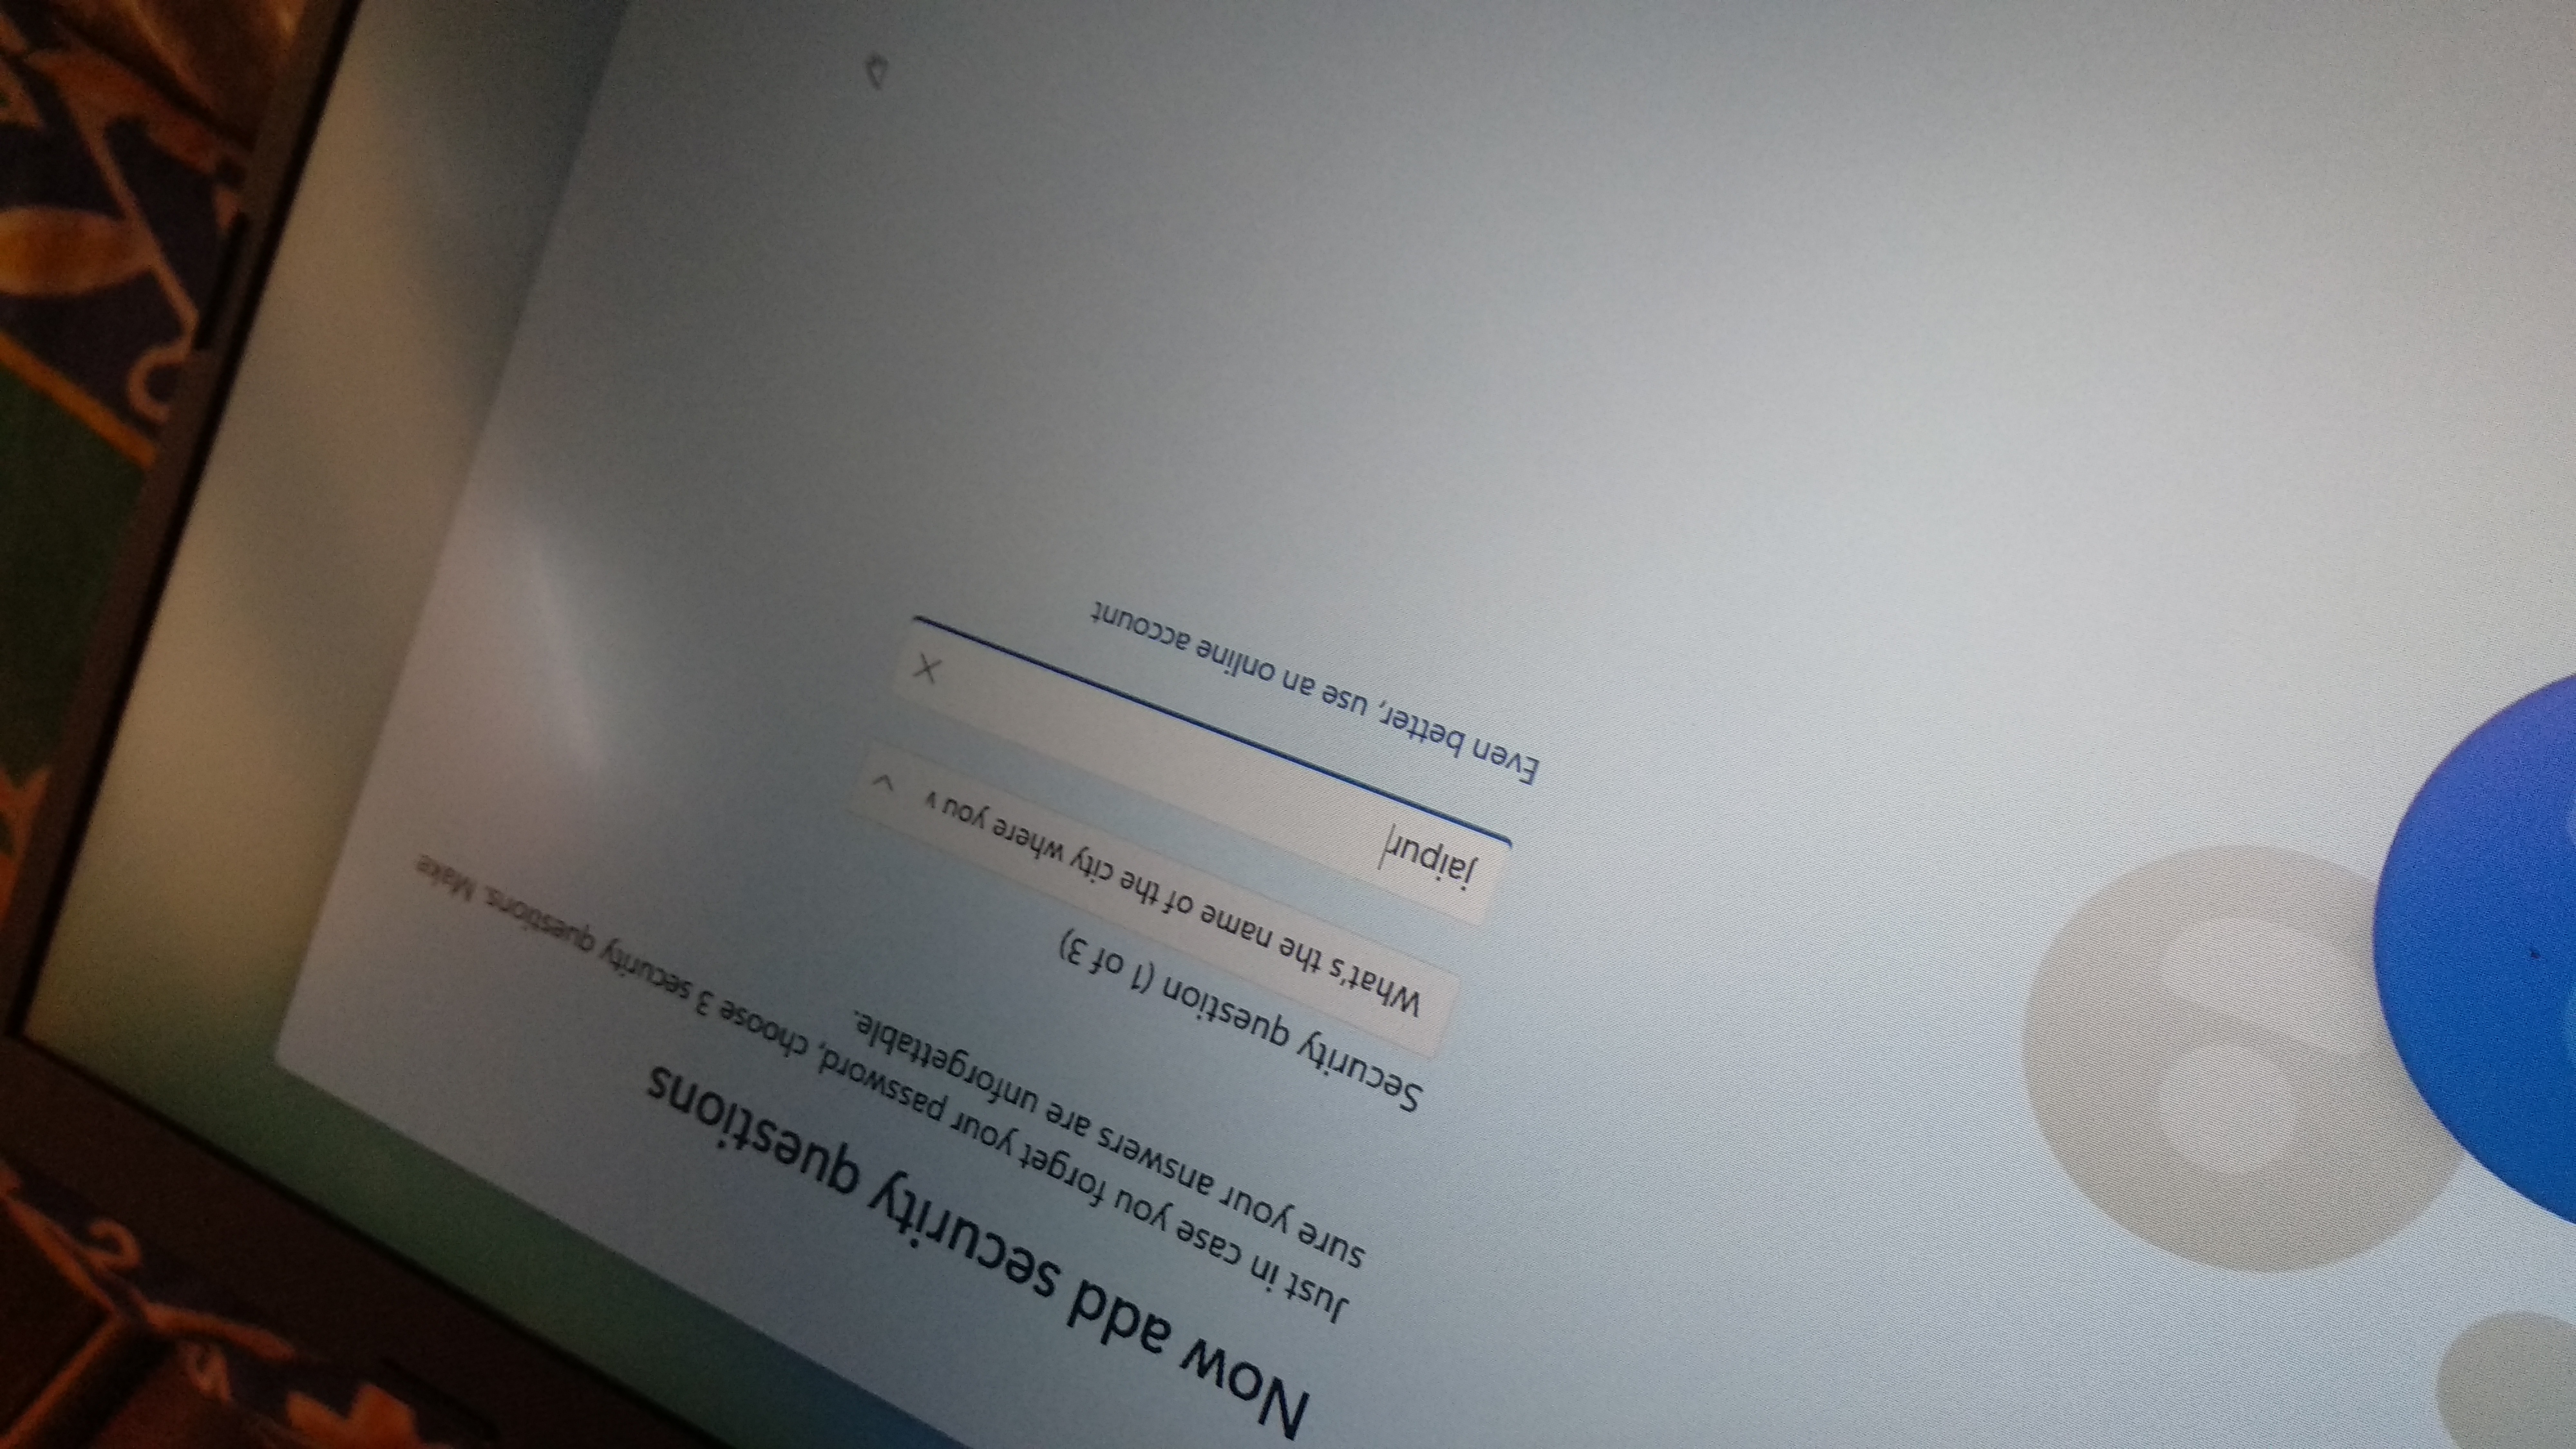 Now add security questions
Just in case you forget your password, choose 3 security questions. Make
sure your answers are unforgettable.
Security question (1 of 3)
What's the name of the city where you
jaipur
Even better, use an online account